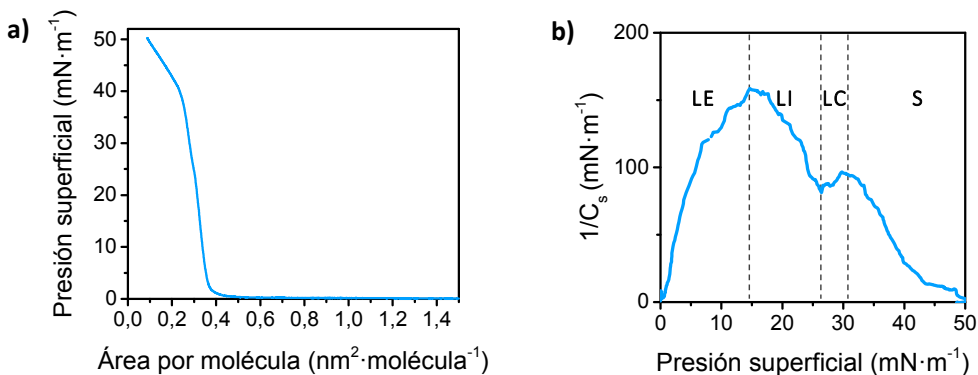 a)
Presión superficial (mN·m⁻¹)
50
40
30
20
10
0
0,0 0,2 0,4 0,6 0,8 1,0 1,2 1,4
Área por molécula (nm²·molécula⁻¹)
b)
1/Cₛ (mN·m⁻¹)
200
100
0
LE LI LC S
0 10 20 30 40 50
Presión superficial (mN·m⁻¹)